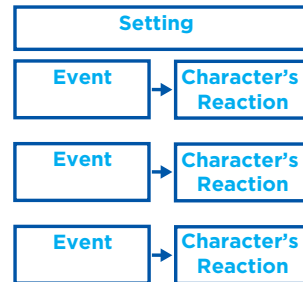 Setting
Event
Character's
Reaction
Event
Character's
Reaction
Event
Character's
Reaction